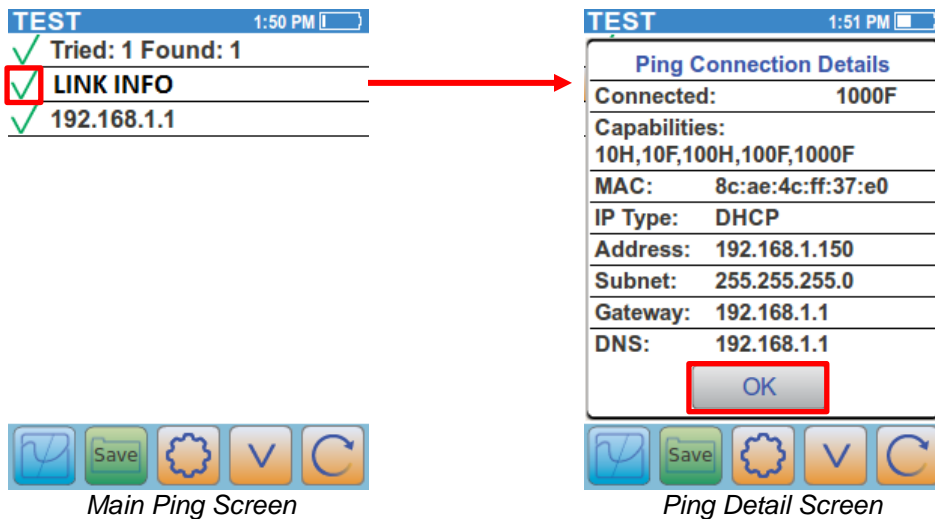 TEST 1:50 PM
Tried: 1 Found: 1
LINK INFO
192.168.1.1
Save
Main Ping Screen
TEST 1:51 PM
Ping Connection Details
Connected: 1000F
Capabilities:
10H,10F,100H,100F,1000F
MAC: 8c:ae:4c:ff:37:e0
IP Type: DHCP
Address: 192.168.1.150
Subnet: 255.255.255.0
Gateway: 192.168.1.1
DNS: 192.168.1.1
OK
Save
Ping Detail Screen